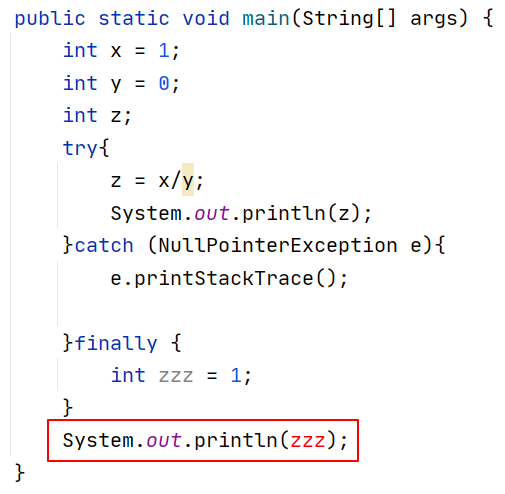 public static void main(String[] args) {
    int x = 1;
    int y = 0;
    int z;
    try{
        z = x/y;
        System.out.println(z);
    }catch (NullPointerException e){
        e.printStackTrace();
    }finally {
        int zzz = 1;
    }
    System.out.println(zzz);
}